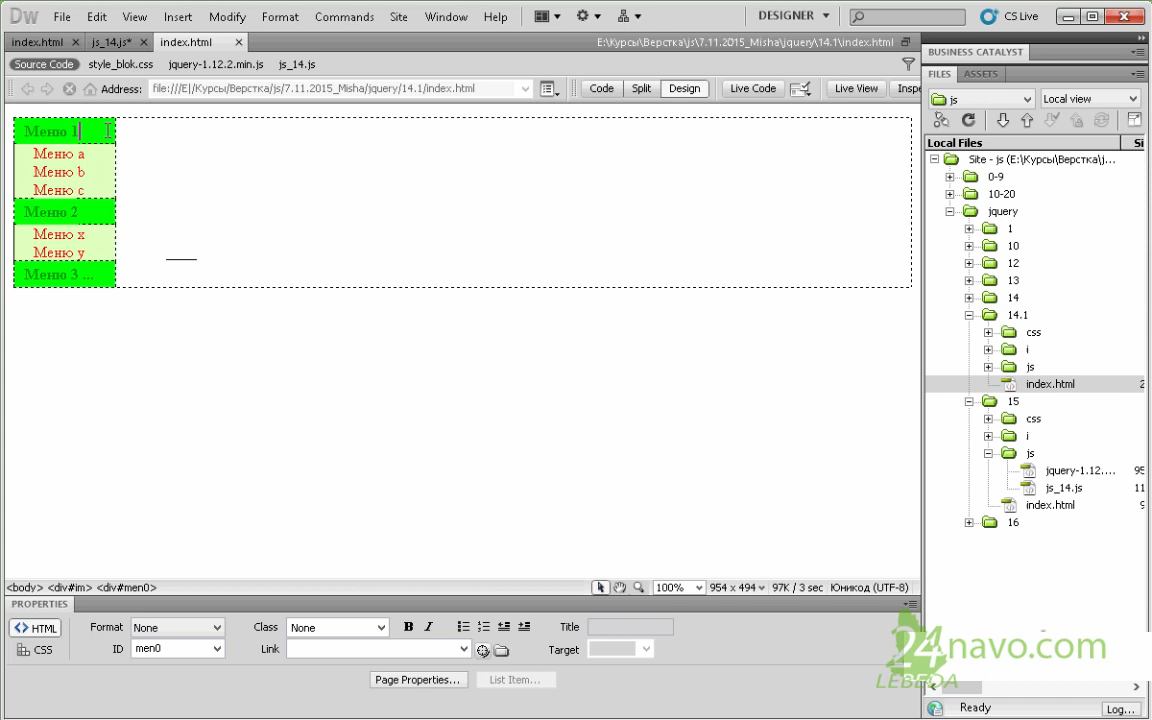 Dw File Edit View Insert Modify Format Commands Site Window Help DESIGNER CS Live
index.html js_14.js* index.html E:\Курсы\Верстка\js\7.11.2015_Misha\jquery\14.1\index.html
Source Code style_blok.css jquery-1.12.2.min.js js_14.js
Address: file:///E|/Курсы/Верстка/js/7.11.2015_Misha/jquery/14.1/index.html Code Split Design Live Code Live View Inspe
Меню 1
Меню a
Меню b
Меню c
Меню 2
Меню x
Меню y
Меню 3 ...
<body> <div#im> <div#men0> 100% 954 x 494 97K / 3 sec Юникод (UTF-8)
PROPERTIES
HTML Format None Class None B I Title
CSS ID men0 Link Target
Page Properties... List Item...
BUSINESS CATALYST
FILES ASSETS
js Local view
Local Files Si
Site - js (E:\Курсы\Верстка\j...
0-9
10-20
jquery
1
10
12
13
14
14.1
css
i
js
index.html 2
15
css
i
js
jquery-1.12.... 95
js_14.js 11
index.html 9
16
24navo.com
LEBEDA
Ready Log...